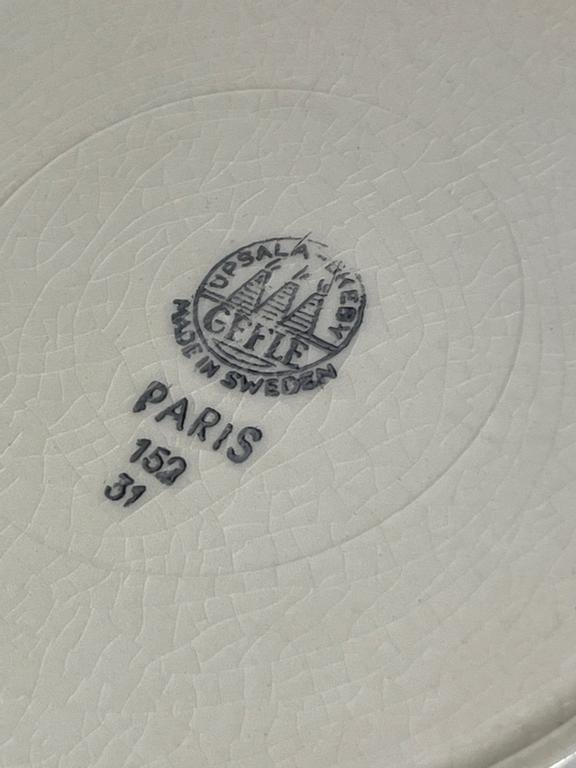 UPSALA-EKEBY
GEFLE
MADE IN SWEDEN
PARIS
152
31